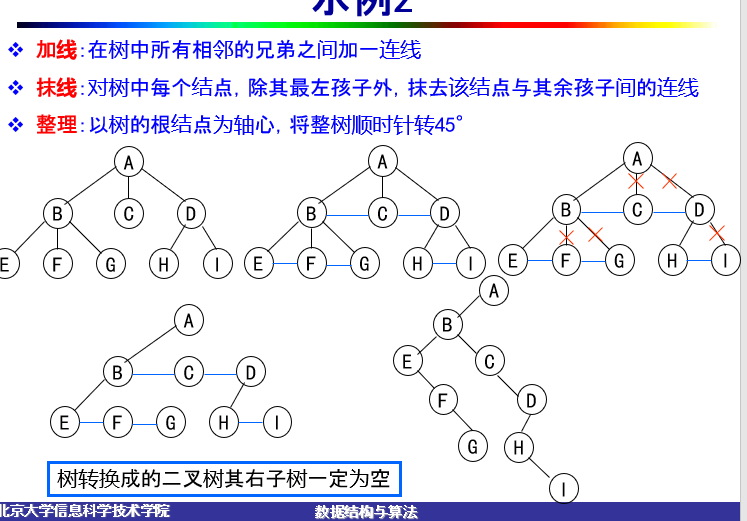 示例2
加线：在树中所有相邻的兄弟之间加一连线
抹线：对树中每个结点，除其最左孩子外，抹去该结点与其余孩子间的连线
整理：以树的根结点为轴心，将整树顺时针转45°
A
B C D
E F G H I
A
B C D
E F G H I
A
B C D
E F G H I
A
B C D
E F G H I
A
B
E C
F D
G H
I
树转换成的二叉树其右子树一定为空
北京大学信息科学技术学院
数据结构与算法